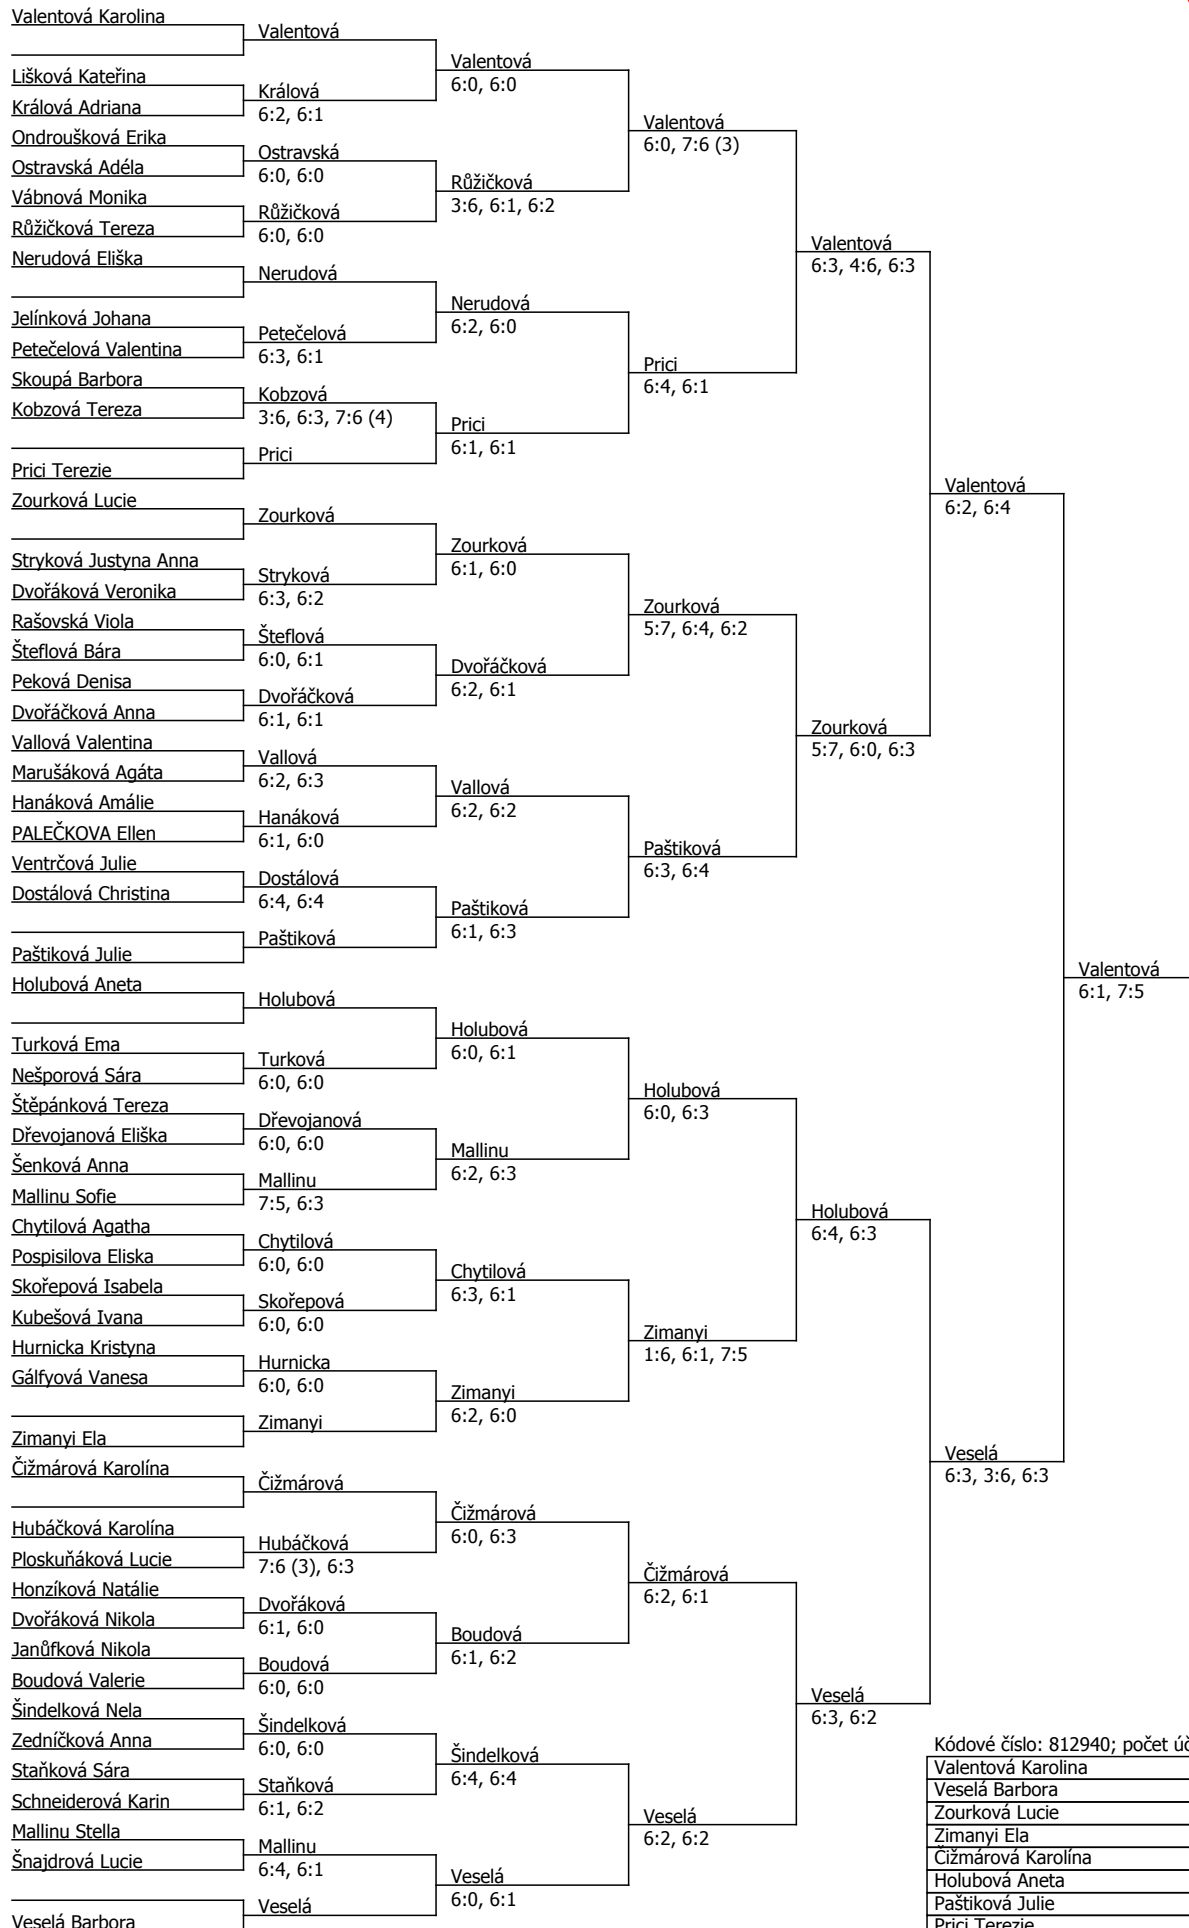 Valentová Karolina
Lišková Kateřina
Králová Adriana
Ondroušková Erika
Ostravská Adéla
Vábnová Monika
Růžičková Tereza
Nerudová Eliška
Jelínková Johana
Petečelová Valentina
Skoupá Barbora
Kobzová Tereza
Prici Terezie
Zourková Lucie
Stryková Justyna Anna
Dvořáková Veronika
Rašovská Viola
Šteflová Bára
Peková Denisa
Dvořáčková Anna
Vallová Valentina
Marušáková Agáta
Hanáková Amálie
PALEČKOVA Ellen
Ventrčová Julie
Dostálová Christina
Paštiková Julie
Holubová Aneta
Turková Ema
Nešporová Sára
Štěpánková Tereza
Dřevojanová Eliška
Šenková Anna
Mallinu Sofie
Chytilová Agatha
Pospisilova Eliska
Skořepová Isabela
Kubešová Ivana
Hurnicka Kristyna
Gálfyová Vanesa
Zimanyi Ela
Čižmárová Karolína
Hubáčková Karolína
Ploskuňáková Lucie
Honzíková Natálie
Dvořáková Nikola
Janůfková Nikola
Boudová Valerie
Šindelková Nela
Zedníčková Anna
Staňková Sára
Schneiderová Karin
Mallinu Stella
Šnajdrová Lucie
Veselá Barbora
Valentová
Králová
6:2, 6:1
Ostravská
6:0, 6:0
Růžičková
6:0, 6:0
Nerudová
Petečelová
6:3, 6:1
Kobzová
3:6, 6:3, 7:6 (4)
Prici
Zourková
Stryková
6:3, 6:2
Šteflová
6:0, 6:1
Dvořáčková
6:1, 6:1
Vallová
6:2, 6:3
Hanáková
6:1, 6:0
Dostálová
6:4, 6:4
Paštiková
Holubová
Turková
6:0, 6:0
Dřevojanová
6:0, 6:0
Mallinu
7:5, 6:3
Chytilová
6:0, 6:0
Skořepová
6:0, 6:0
Hurnicka
6:0, 6:0
Zimanyi
Čižmárová
Hubáčková
7:6 (3), 6:3
Dvořáková
6:1, 6:0
Boudová
6:0, 6:0
Šindelková
6:0, 6:0
Staňková
6:1, 6:2
Mallinu
6:4, 6:1
Veselá
Valentová
6:0, 6:0
Růžičková
3:6, 6:1, 6:2
Nerudová
6:2, 6:0
Prici
6:1, 6:1
Zourková
6:1, 6:0
Dvořáčková
6:2, 6:1
Vallová
6:2, 6:2
Paštiková
6:1, 6:3
Holubová
6:0, 6:1
Mallinu
6:2, 6:3
Chytilová
6:3, 6:1
Zimanyi
6:2, 6:0
Čižmárová
6:0, 6:3
Boudová
6:1, 6:2
Šindelková
6:4, 6:4
Veselá
6:0, 6:1
Valentová
6:0, 7:6 (3)
Prici
6:4, 6:1
Zourková
5:7, 6:4, 6:2
Paštiková
6:3, 6:4
Holubová
6:0, 6:3
Zimanyi
1:6, 6:1, 7:5
Čižmárová
6:2, 6:1
Veselá
6:2, 6:2
Valentová
6:3, 4:6, 6:3
Zourková
5:7, 6:0, 6:3
Holubová
6:4, 6:3
Veselá
6:3, 6:2
Valentová
6:2, 6:4
Veselá
6:3, 3:6, 6:3
Valentová
6:1, 7:5
Kódové číslo: 812940; počet úč
Valentová Karolina
Veselá Barbora
Zourková Lucie
Zimanyi Ela
Čižmárová Karolína
Holubová Aneta
Paštiková Julie
Prici Terezie